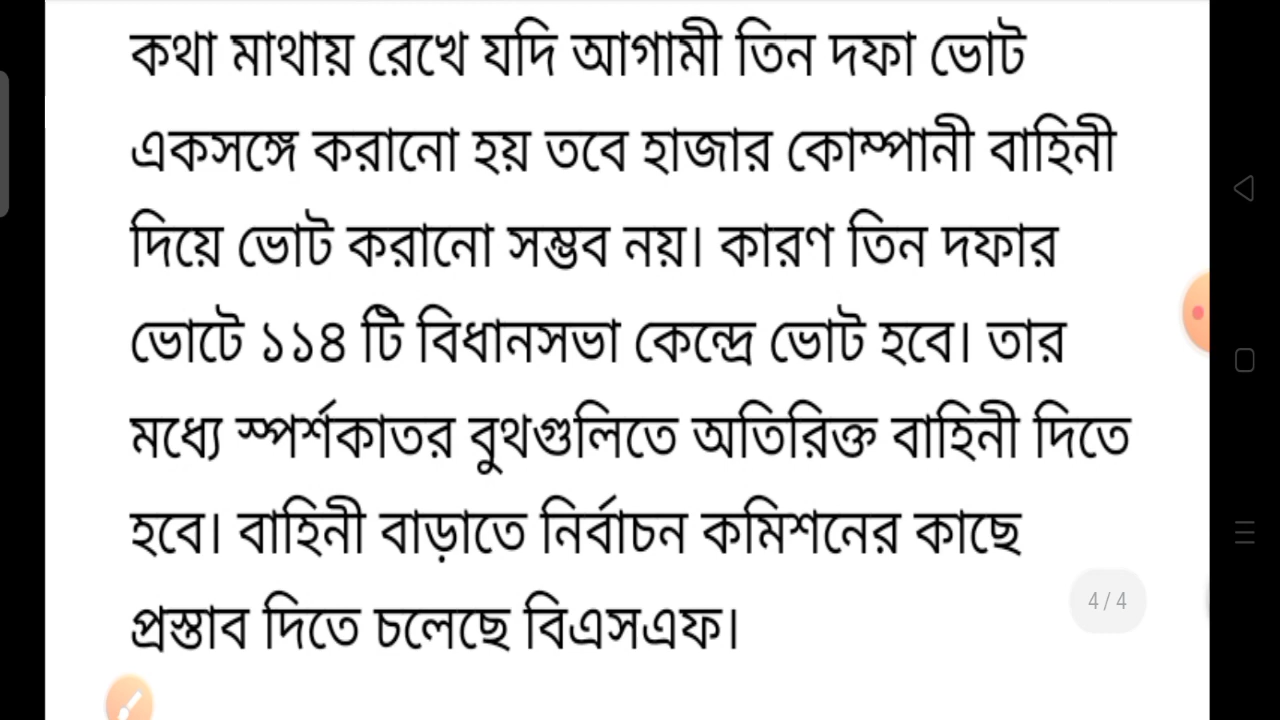 কথা মাথায় রেখে যদি আগামী তিন দফা ভোট
একসঙ্গে করানো হয় তবে হাজার কোম্পানী বাহিনী
দিয়ে ভোট করানো সম্ভব নয়। কারণ তিন দফার
ভোটে ১১৪ টি বিধানসভা কেন্দ্রে ভোট হবে। তার
মধ্যে স্পর্শকাতর বুথগুলিতে অতিরিক্ত বাহিনী দিতে
হবে। বাহিনী বাড়াতে নির্বাচন কমিশনের কাছে
4 / 4
প্রস্তাব দিতে চলেছে বিএসএফ।